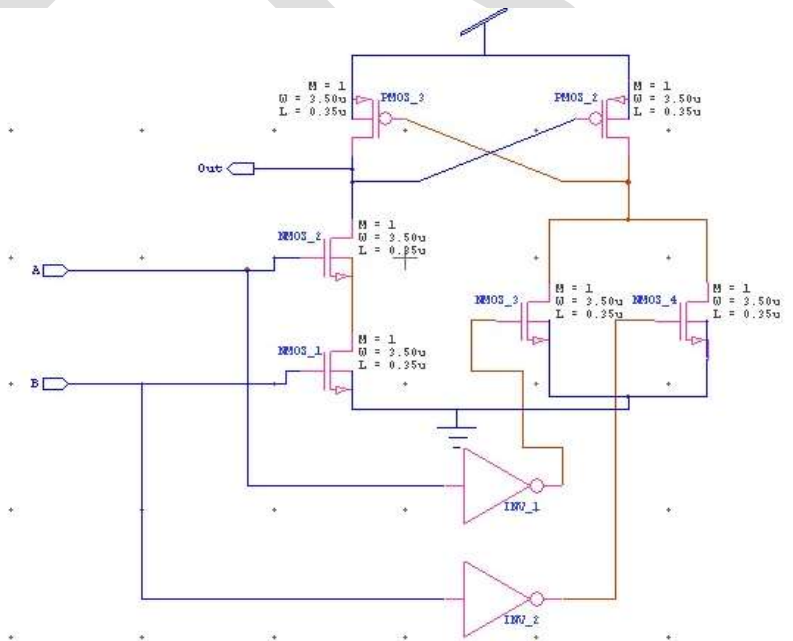 M = 1
W = 3.50u
L = 0.35u
PMOS_3
PMOS_2
M = 1
W = 3.50u
L = 0.35u
Out
NMOS_2
M = 1
W = 3.50u
L = 0.35u
A
NMOS_3
M = 1
W = 3.50u
L = 0.35u
NMOS_4
M = 1
W = 3.50u
L = 0.35u
NMOS_1
M = 1
W = 3.50u
L = 0.35u
B
INV_1
INV_2